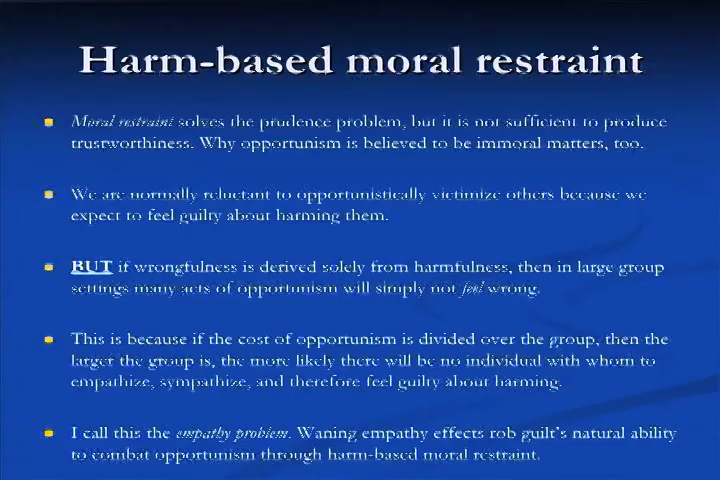 Harm-based moral restraint
Moral restraint solves the prudence problem, but it is not sufficient to produce
trustworthiness. Why opportunism is believed to be immoral matters, too.
We are normally reluctant to opportunistically victimize others because we
expect to feel guilty about harming them.
BUT if wrongfulness is derived solely from harmfulness, then in large group
settings many acts of opportunism will simply not feel wrong.
This is because if the cost of opportunism is divided over the group, then the
larger the group is, the more likely there will be no individual with whom to
empathize, sympathize, and therefore feel guilty about harming.
I call this the empathy problem. Waning empathy effects rob guilt's natural ability
to combat opportunism through harm-based moral restraint.